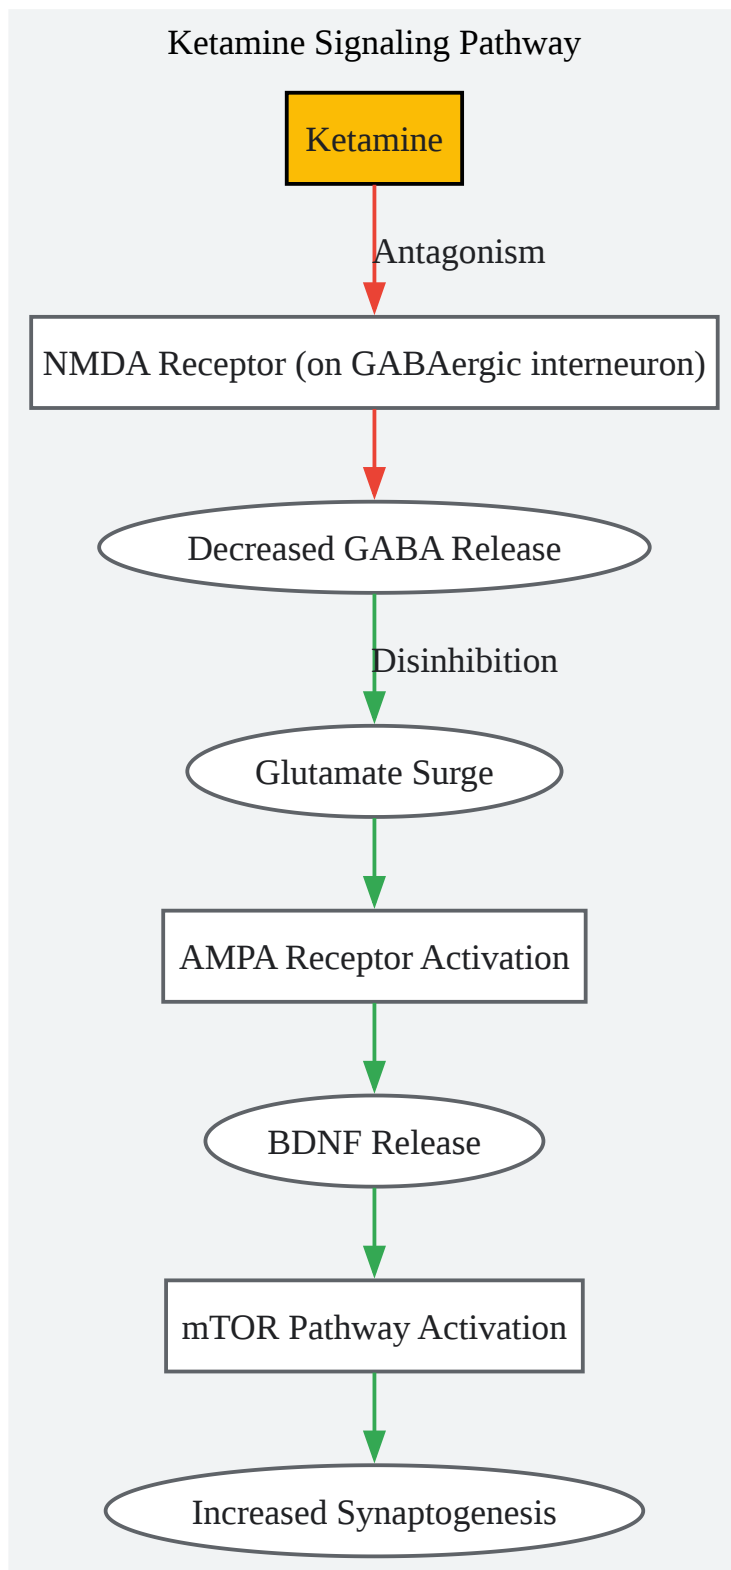 Ketamine Signaling Pathway
Ketamine
Antagonism
NMDA Receptor (on GABAergic interneuron)
Decreased GABA Release
Disinhibition
Glutamate Surge
AMPA Receptor Activation
BDNF Release
mTOR Pathway Activation
Increased Synaptogenesis